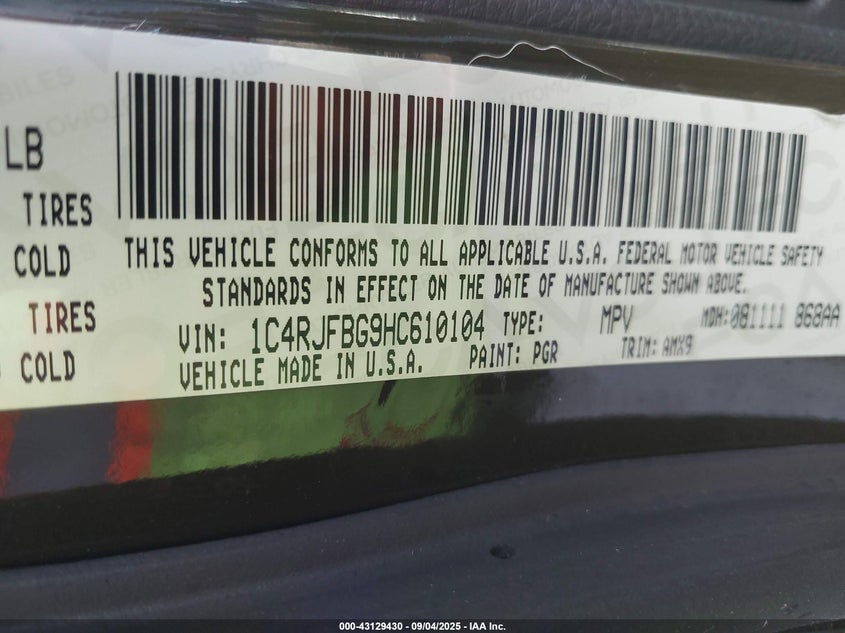 LB
TIRES
COLD
TIRES
COLD
THIS VEHICLE CONFORMS TO ALL APPLICABLE U.S.A. FEDERAL MOTOR VEHICLE SAFETY
STANDARDS IN EFFECT ON THE DATE OF MANUFACTURE SHOWN ABOVE.
VIN: 1C4RJFBG9HC610104 TYPE: MPV MDH: 081111 868AA
VEHICLE MADE IN U.S.A. PAINT: PGR TRIM: AMX9
000-43129430 - 09/04/2025 - IAA Inc.